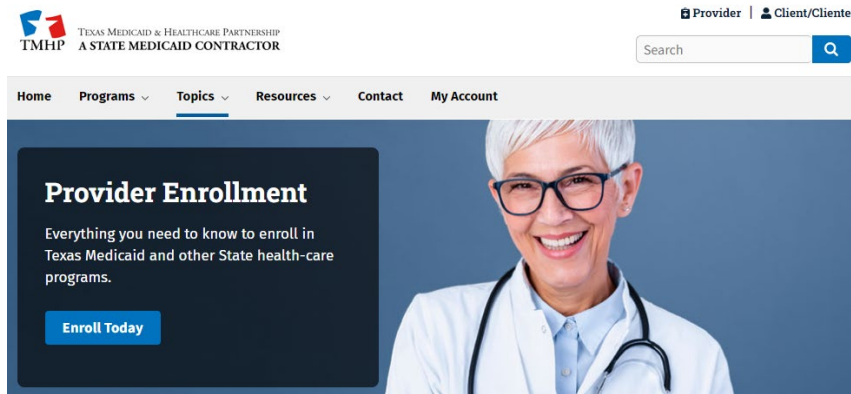 Provider | Client/Cliente
TMHP
TEXAS MEDICAID & HEALTHCARE PARTNERSHIP
A STATE MEDICAID CONTRACTOR
Search
Home Programs Topics Resources Contact My Account
Provider Enrollment
Everything you need to know to enroll in
Texas Medicaid and other State health-care
programs.
Enroll Today